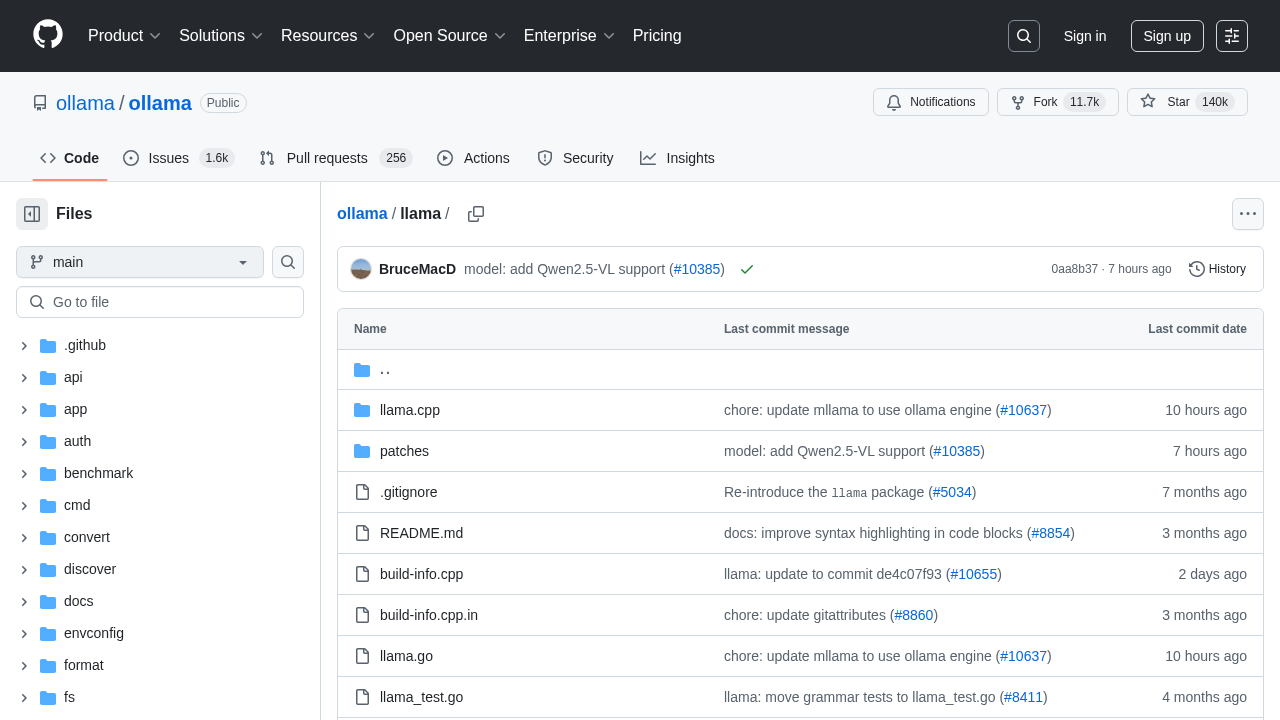 Product Solutions Resources Open Source Enterprise Pricing Sign in Sign up
ollama / ollama Public Notifications Fork 11.7k Star 140k
Code Issues 1.6k Pull requests 256 Actions Security Insights
Files
main
Go to file
.github
api
app
auth
benchmark
cmd
convert
discover
docs
envconfig
format
fs
ollama / llama /
BruceMacD model: add Qwen2.5-VL support (#10385) 0aa8b37 · 7 hours ago History
Name Last commit message Last commit date
..
llama.cpp chore: update mllama to use ollama engine (#10637) 10 hours ago
patches model: add Qwen2.5-VL support (#10385) 7 hours ago
.gitignore Re-introduce the llama package (#5034) 7 months ago
README.md docs: improve syntax highlighting in code blocks (#8854) 3 months ago
build-info.cpp llama: update to commit de4c07f93 (#10655) 2 days ago
build-info.cpp.in chore: update gitattributes (#8860) 3 months ago
llama.go chore: update mllama to use ollama engine (#10637) 10 hours ago
llama_test.go llama: move grammar tests to llama_test.go (#8411) 4 months ago